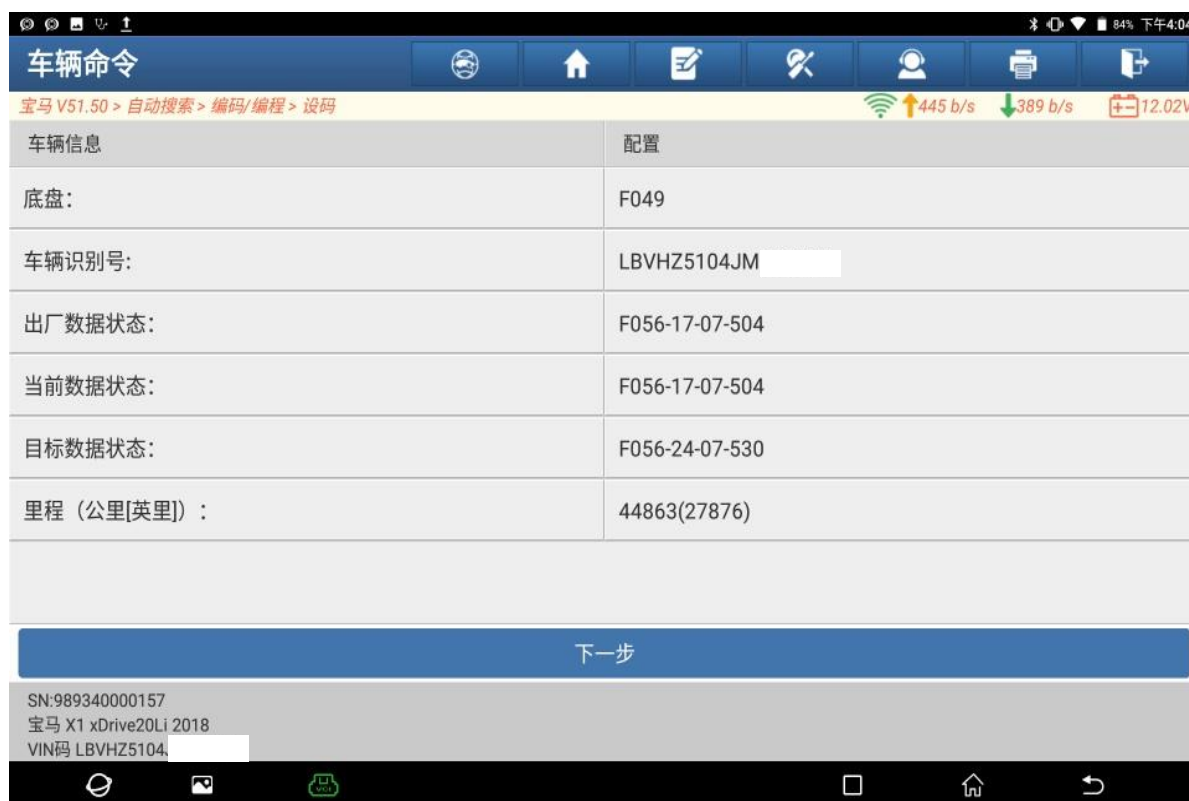 84% 下午4:04
车辆命令
宝马 V51.50 > 自动搜索 > 编码/编程 > 设码 445 b/s 389 b/s 12.02V
车辆信息 配置
底盘： F049
车辆识别号: LBVHZ5104JM
出厂数据状态： F056-17-07-504
当前数据状态： F056-17-07-504
目标数据状态： F056-24-07-530
里程（公里[英里]）： 44863(27876)
下一步
SN:989340000157
宝马 X1 xDrive20Li 2018
VIN码 LBVHZ5104
VCI